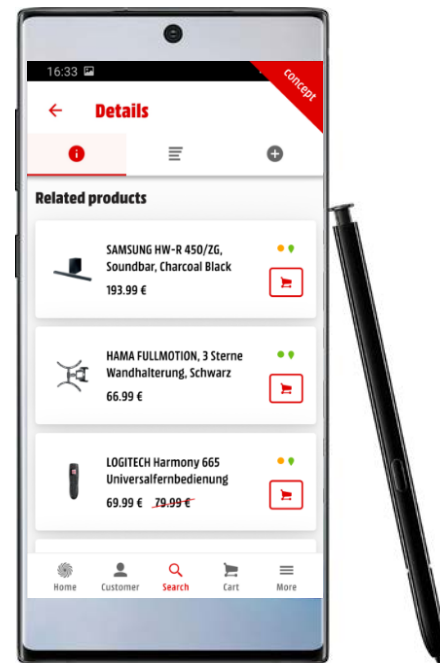 16:33
concept
Details
Related products
SAMSUNG HW-R 450/ZG,
Soundbar, Charcoal Black
193.99 €
HAMA FULLMOTION, 3 Sterne
Wandhalterung, Schwarz
66.99 €
LOGITECH Harmony 665
Universalfernbedienung
69.99 € 79.99 €
Home Customer Search Cart More